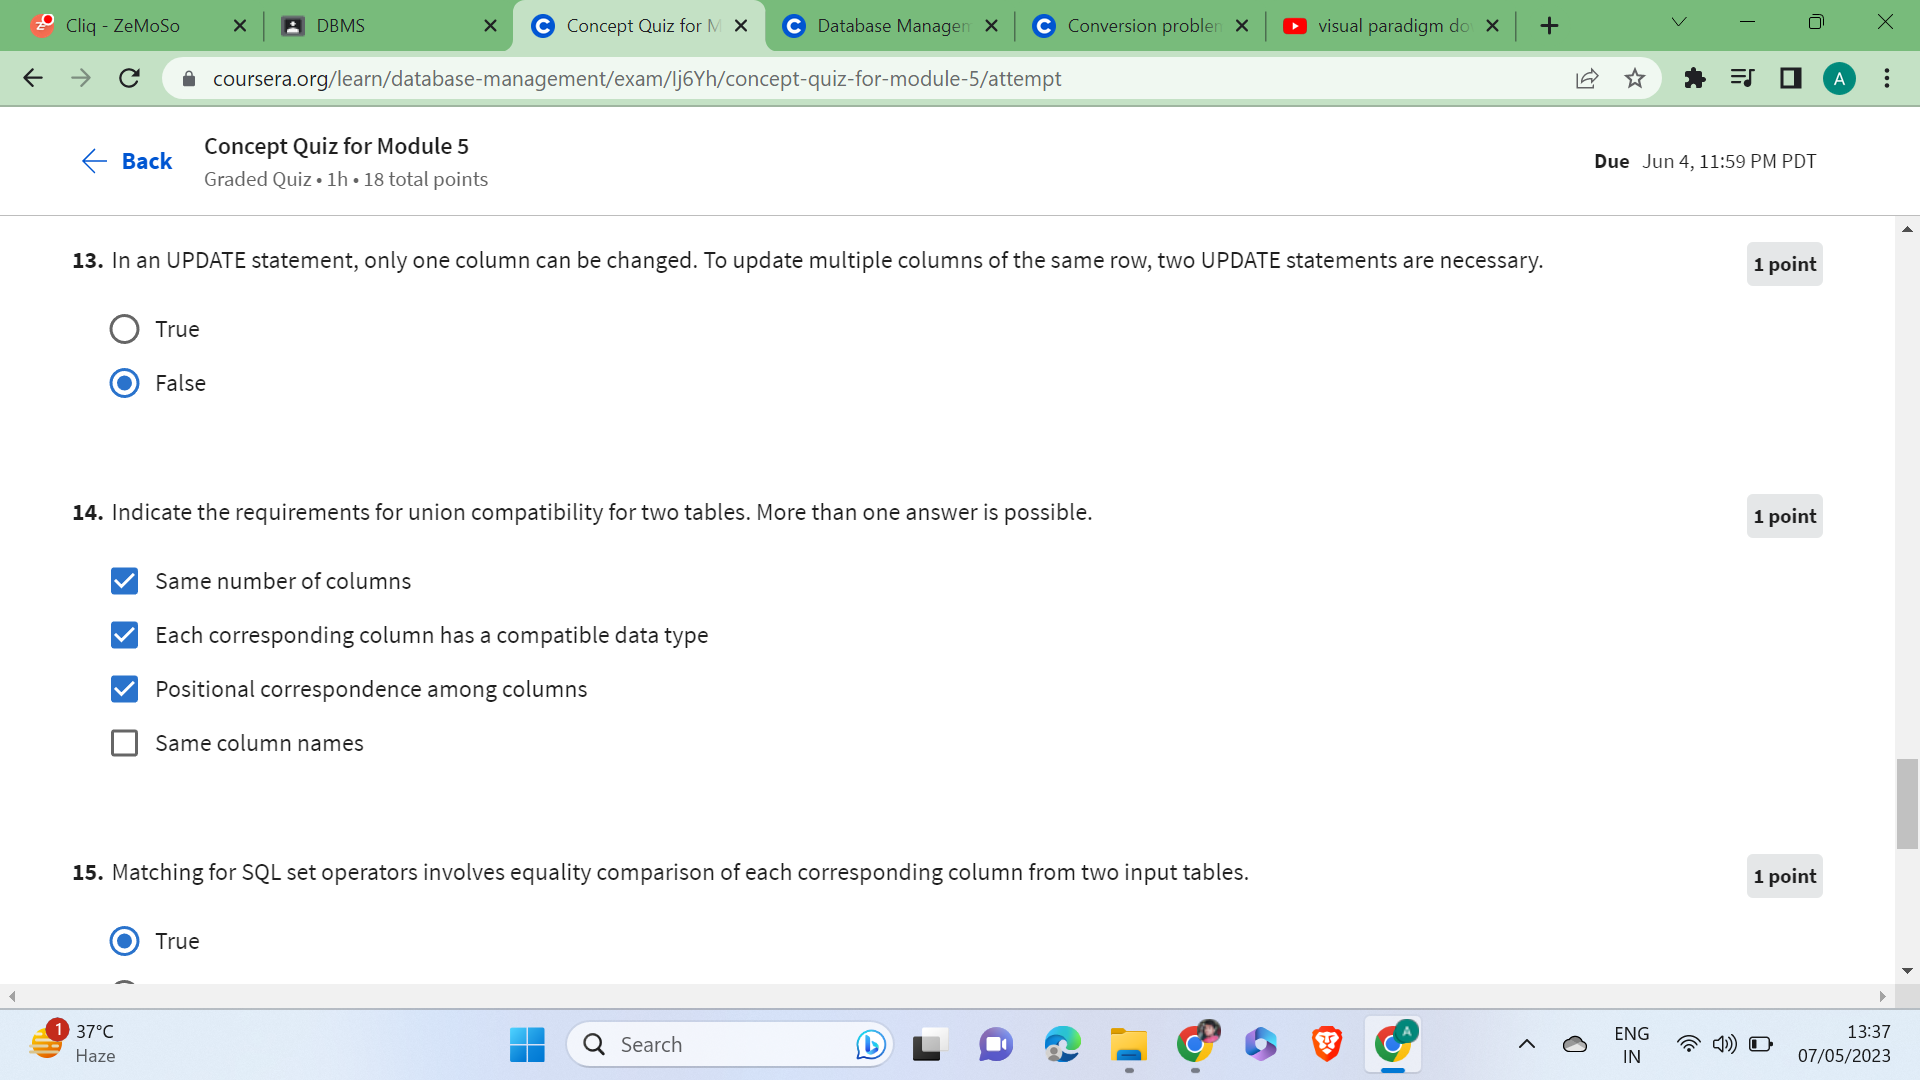 Cliq - ZeMoSo
DBMS
Concept Quiz for M
Database Managem
Conversion problem
visual paradigm do
coursera.org/learn/database-management/exam/Ij6Yh/concept-quiz-for-module-5/attempt
A
Back
Concept Quiz for Module 5
Graded Quiz • 1h • 18 total points
Due Jun 4, 11:59 PM PDT
13. In an UPDATE statement, only one column can be changed. To update multiple columns of the same row, two UPDATE statements are necessary.
1 point
True
False
14. Indicate the requirements for union compatibility for two tables. More than one answer is possible.
1 point
Same number of columns
Each corresponding column has a compatible data type
Positional correspondence among columns
Same column names
15. Matching for SQL set operators involves equality comparison of each corresponding column from two input tables.
1 point
True
1
37°C
Haze
Search
A
ENG
IN
13:37
07/05/2023